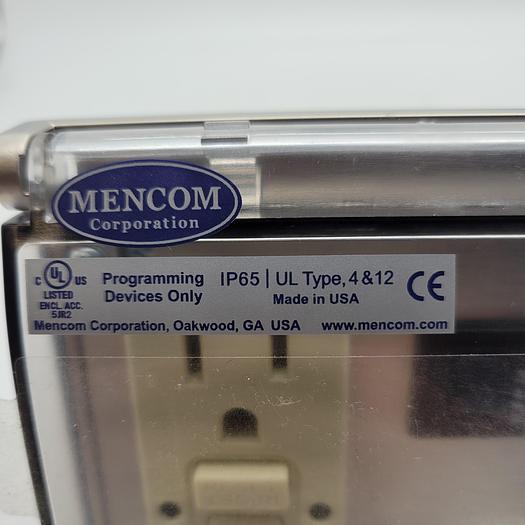 MENCOM
Corporation
C UL US
LISTED
ENCL. ACC.
5JR2
Programming
Devices Only
IP65 | UL Type, 4 & 12
Made in USA
CE
Mencom Corporation, Oakwood, GA USA www.mencom.com